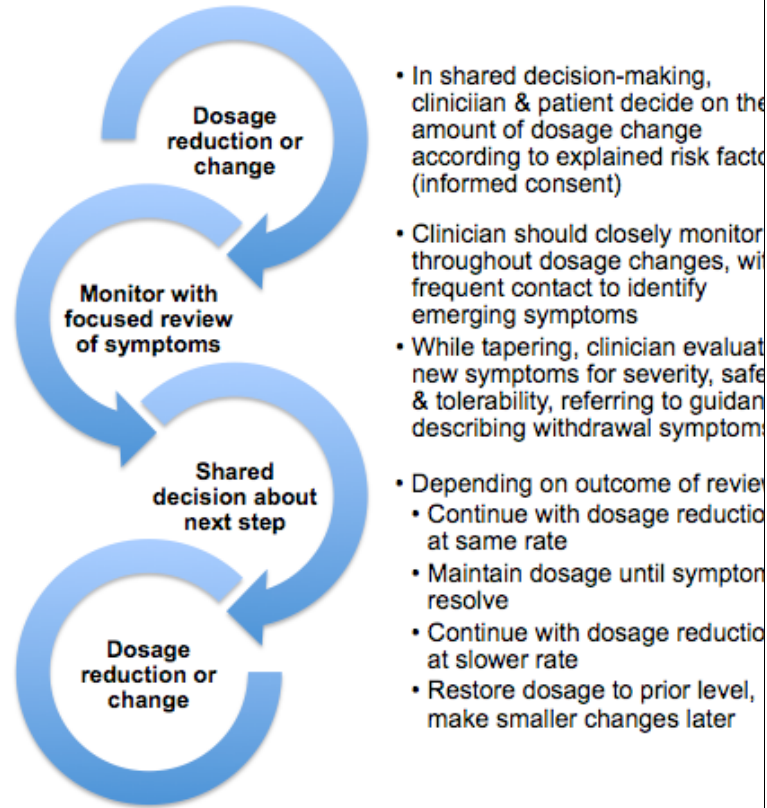 Dosage
reduction or
change
Monitor with
focused review
of symptoms
Shared
decision about
next step
Dosage
reduction or
change
• In shared decision-making,
cliniciian & patient decide on the
amount of dosage change
according to explained risk facto
(informed consent)
• Clinician should closely monitor
throughout dosage changes, wit
frequent contact to identify
emerging symptoms
• While tapering, clinician evaluat
new symptoms for severity, safe
& tolerability, referring to guidan
describing withdrawal symptoms
• Depending on outcome of review
• Continue with dosage reductio
at same rate
• Maintain dosage until symptom
resolve
• Continue with dosage reductio
at slower rate
• Restore dosage to prior level,
make smaller changes later